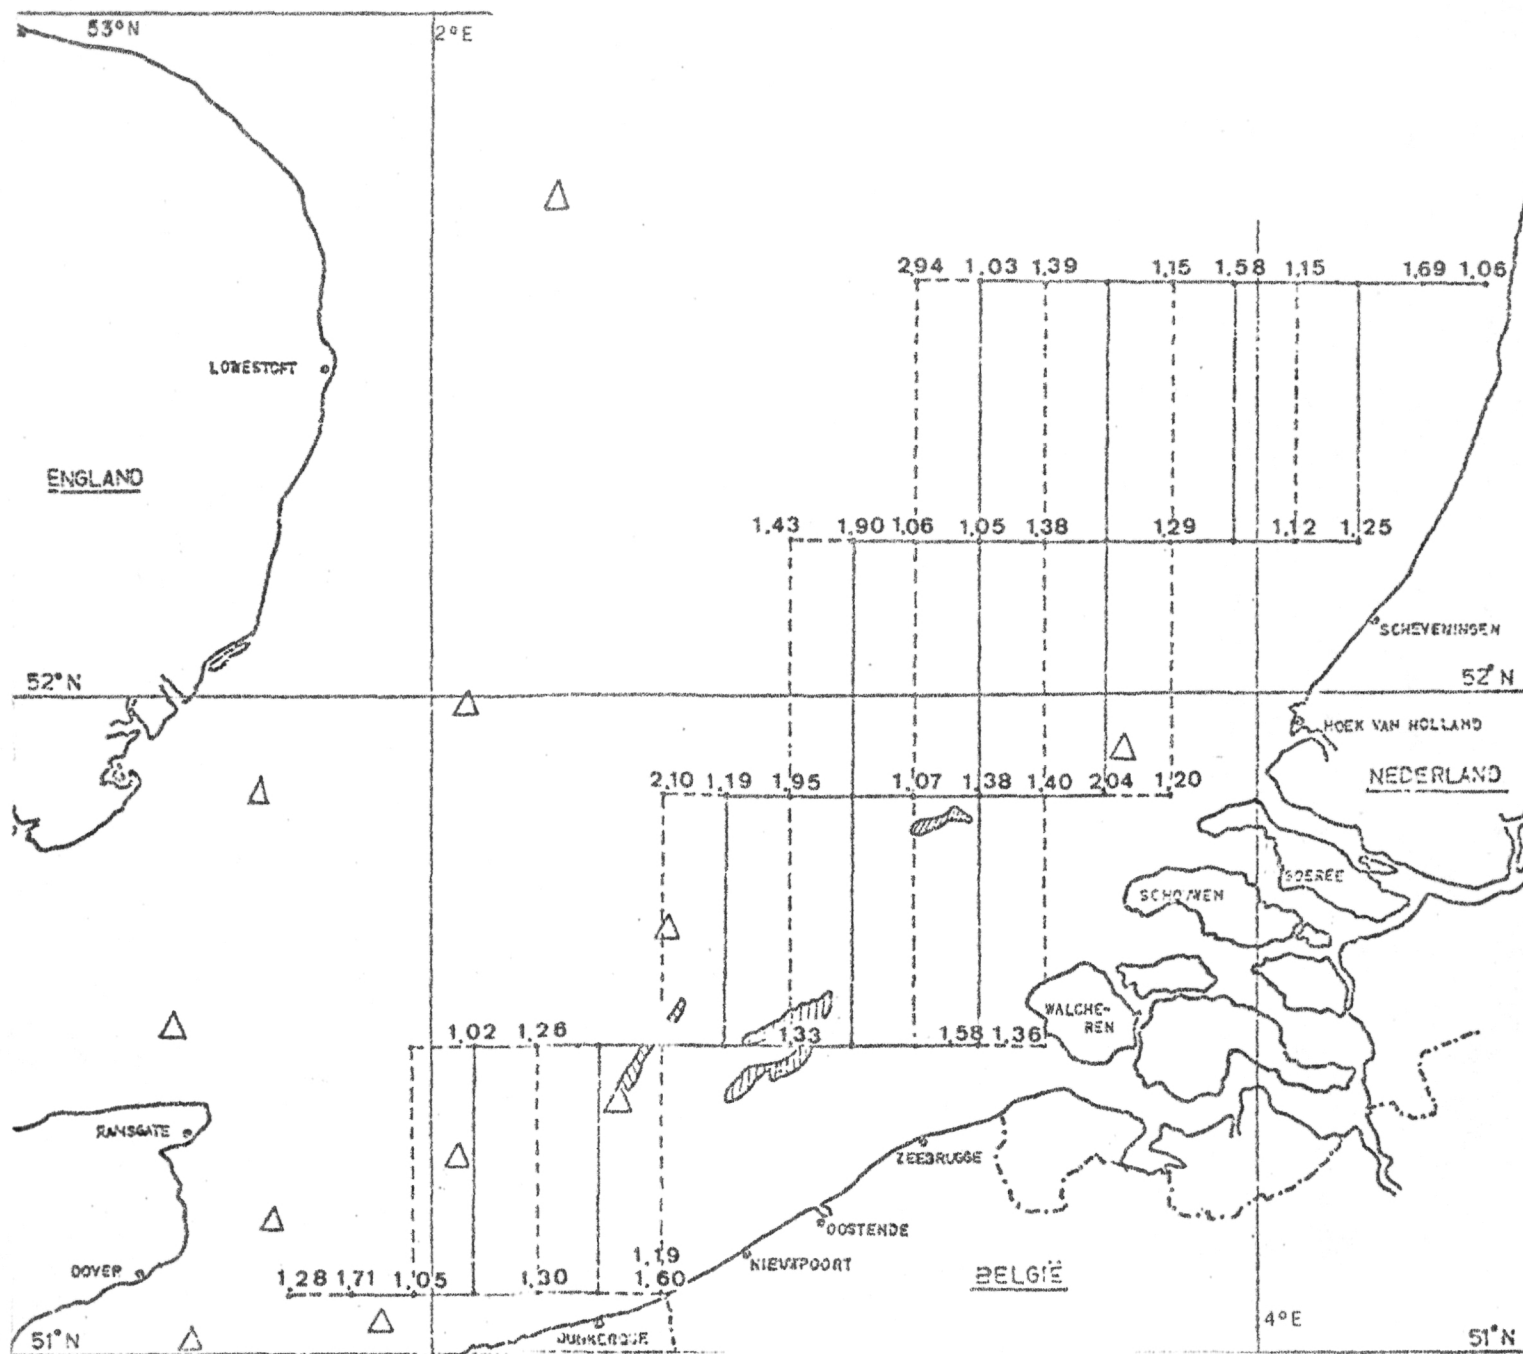 53°N
2°E
2,94 1,03 1,39 1,15 1,58 1,15 1,69 1,06
LOWESTOFT
ENGLAND
1,43 1,90 1,06 1,05 1,38 1,29 1,12 1,25
SCHEVENINGEN
52°N 52°N
HOEK VAN HOLLAND
NEDERLAND
2,10 1,19 1,95 1,07 1,38 1,40 2,04 1,20
GOEREE
SCHOUWEN
WALCHE-
REN
1,02 1,26 1,33 1,58 1,36
RAMSGATE
ZEEBRUGGE
OOSTENDE
NIEUWPOORT
1,19
DOVER
BELGIË
1,28 1,71 1,05 1,30 1,60
4°E
DUNKERQUE
51°N 51°N